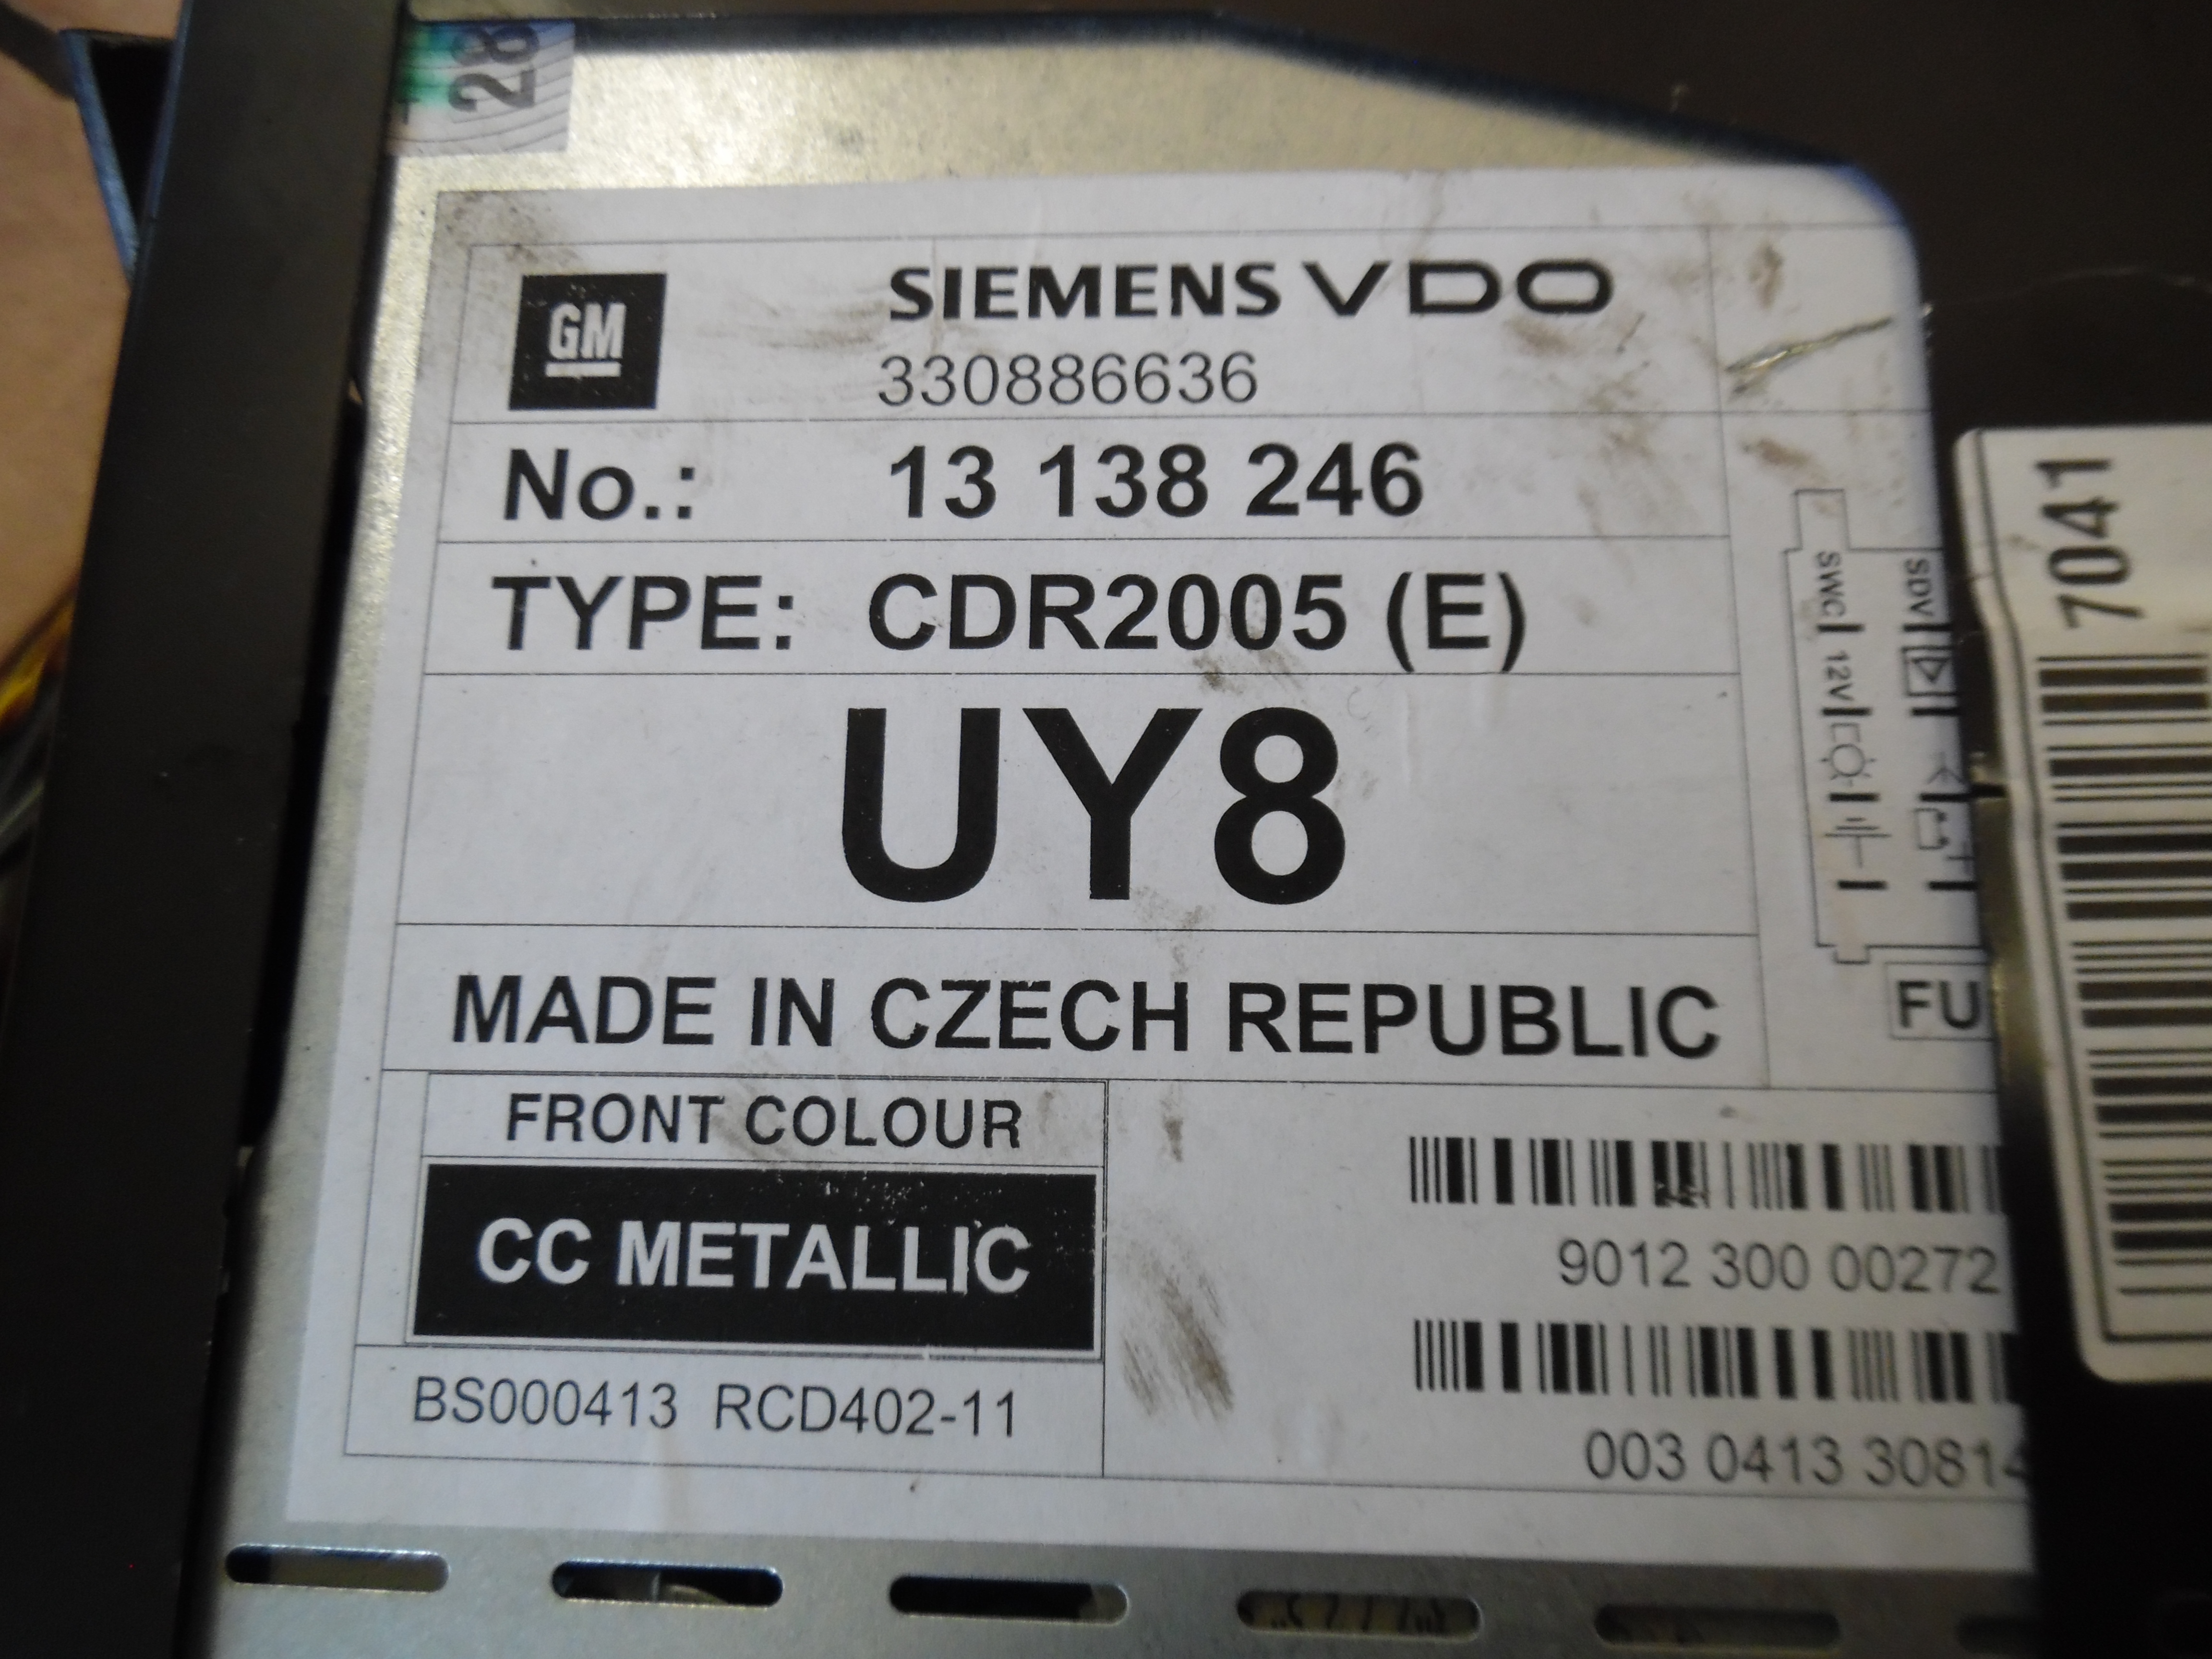 28
GM
SIEMENS VDO
330886636
No.: 13 138 246
TYPE: CDR2005 (E)
UY8
MADE IN CZECH REPUBLIC
FRONT COLOUR
CC METALLIC
BS000413 RCD402-11
SWC
12V
SDV
FU
9012 300 00272
003 0413 30814
7041